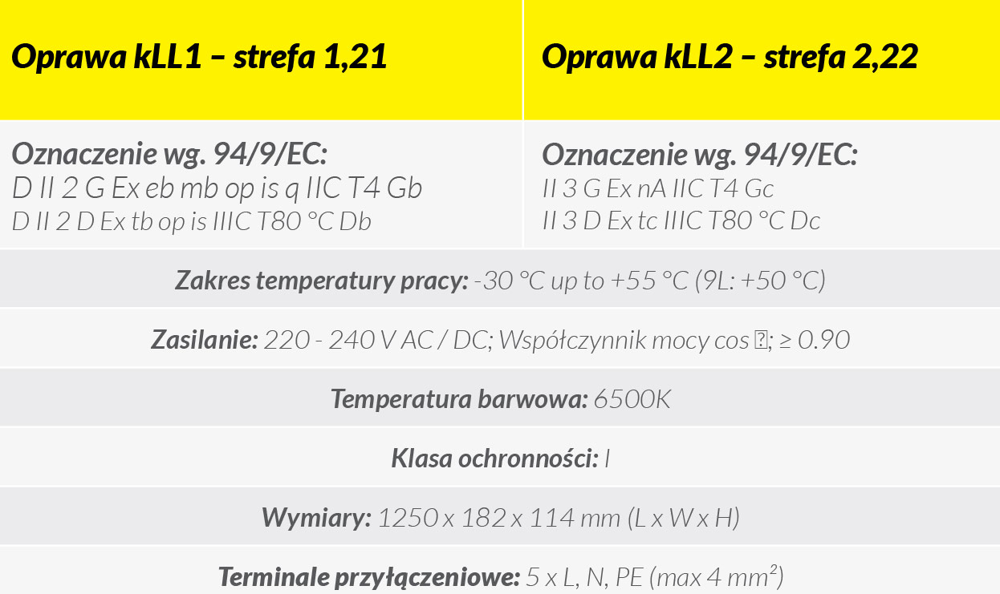 Oprawa kLL1 – strefa 1,21
Oprawa kLL2 – strefa 2,22
Oznaczenie wg. 94/9/EC:
D II 2 G Ex eb mb op is q IIC T4 Gb
D II 2 D Ex tb op is IIIC T80 °C Db
Oznaczenie wg. 94/9/EC:
II 3 G Ex nA IIC T4 Gc
II 3 D Ex tc IIIC T80 °C Dc
Zakres temperatury pracy: -30 °C up to +55 °C (9L: +50 °C)
Zasilanie: 220 - 240 V AC / DC; Współczynnik mocy cos ⍰; ≥ 0.90
Temperatura barwowa: 6500K
Klasa ochronności: I
Wymiary: 1250 x 182 x 114 mm (L x W x H)
Terminale przyłączeniowe: 5 x L, N, PE (max 4 mm²)